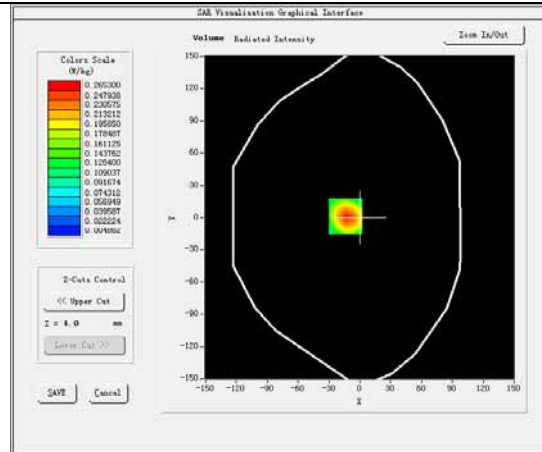 SAR Visualisation Graphical Interface
Volume Radiated Intensity
Zoom In/Out
Colors Scale
(W/kg)
0.265300
0.247938
0.230575
0.213212
0.195850
0.178487
0.161125
0.143762
0.126400
0.109037
0.091674
0.074312
0.056949
0.039587
0.022224
0.004862
150
120
90
60
30
0
-30
-60
-90
-120
-150
Y
-150 -120 -90 -60 -30 0 30 60 90 120 150
X
Z-Cuts Control
<< Upper Cut
Z = 4.0 mm
Lower Cut >>
SAVE Cancel